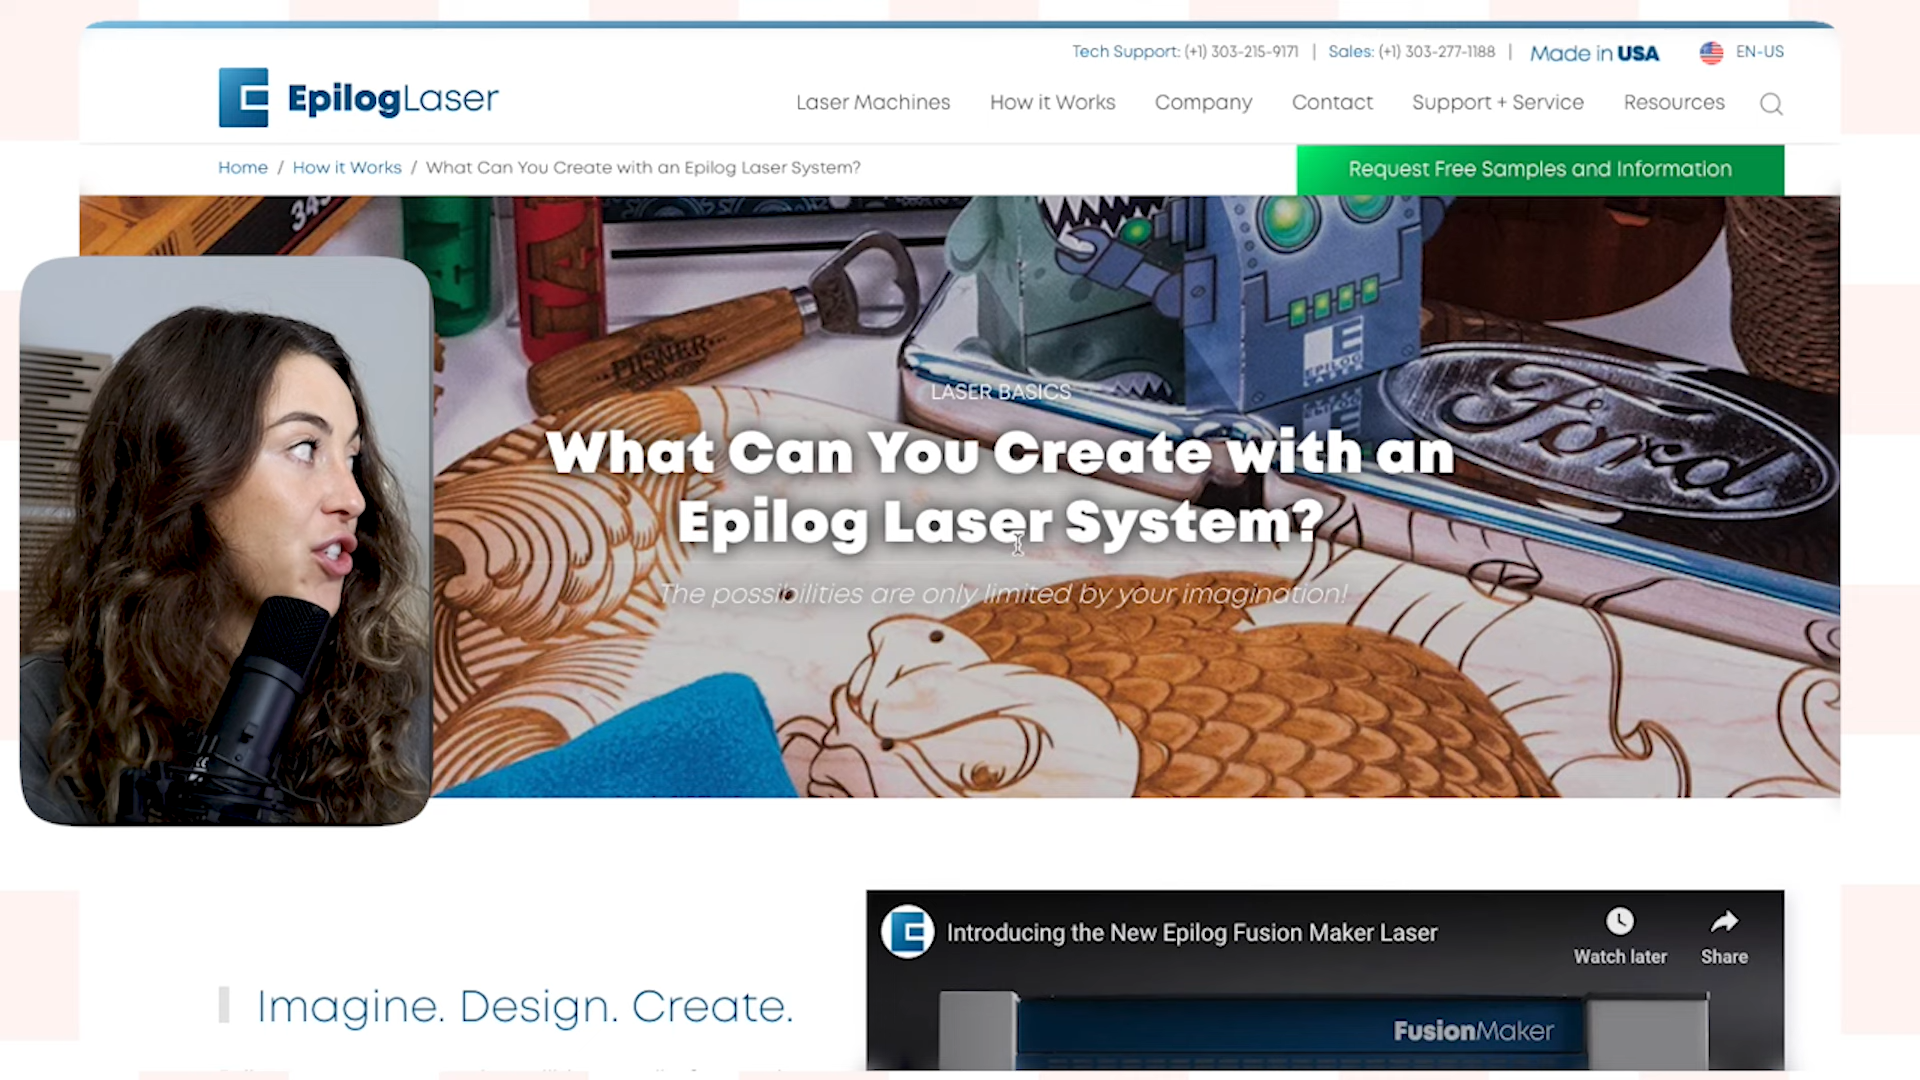 Tech Support: (+1) 303-215-9171 | Sales: (+1) 303-277-1188 | Made in USA EN-US
EpilogLaser
Laser Machines How it Works Company Contact Support + Service Resources
Home / How it Works / What Can You Create with an Epilog Laser System?
Request Free Samples and Information
345
PILSNER
EPILOG
LASER
Ford
LASER BASICS
What Can You Create with an
Epilog Laser System?
The possibilities are only limited by your imagination!
Introducing the New Epilog Fusion Maker Laser
Watch later
Share
Imagine. Design. Create.
FusionMaker